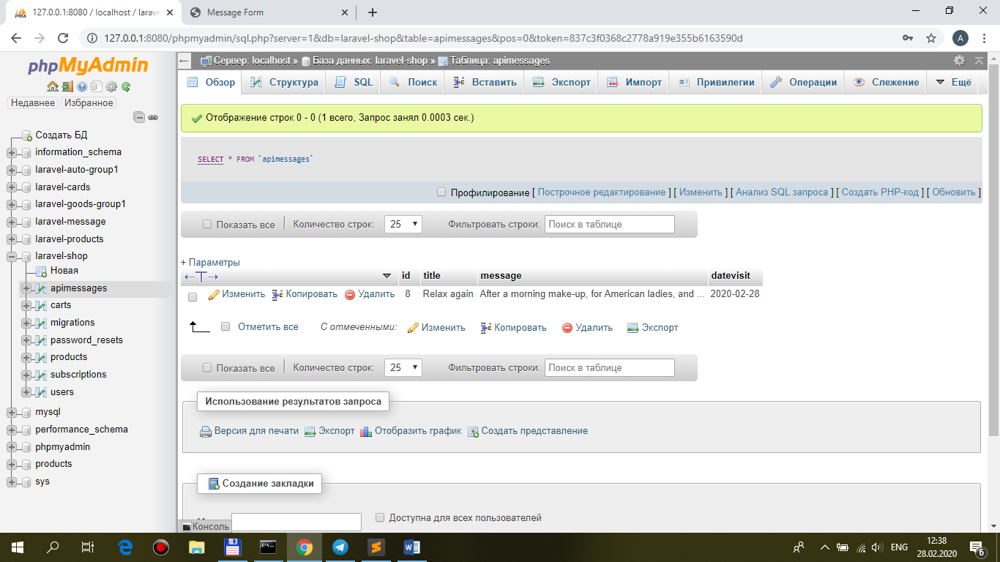 127.0.0.1:8080 / localhost / larave
Message Form
127.0.0.1:8080/phpmyadmin/sql.php?server=1&db=laravel-shop&table=apimessages&pos=0&token=837c3f0368c2778a919e355b6163590d
A
phpMyAdmin
Недавнее Избранное
Создать БД
information_schema
laravel-auto-group1
laravel-cards
laravel-goods-group1
laravel-message
laravel-products
laravel-shop
Новая
apimessages
carts
migrations
password_resets
products
subscriptions
users
mysql
performance_schema
phpmyadmin
products
sys
Сервер: localhost » База данных: laravel-shop » Таблица: apimessages
Обзор Структура SQL Поиск Вставить Экспорт Импорт Привилегии Операции Слежение Ещё
Отображение строк 0 - 0 (1 всего, Запрос занял 0.0003 сек.)
SELECT * FROM `apimessages`
Профилирование [ Построчное редактирование ] [ Изменить ] [ Анализ SQL запроса ] [ Создать PHP-код ] [ Обновить ]
Показать все Количество строк: 25 Фильтровать строки: Поиск в таблице
+ Параметры
←T→ id title message datevisit
Изменить Копировать Удалить 8 Relax again After a morning make-up, for American ladies, and ... 2020-02-28
Отметить все С отмеченными: Изменить Копировать Удалить Экспорт
Показать все Количество строк: 25 Фильтровать строки: Поиск в таблице
Использование результатов запроса
Версия для печати Экспорт Отобразить график Создать представление
Создание закладки
Доступна для всех пользователей
Консоль
ENG
12:38
28.02.2020
6